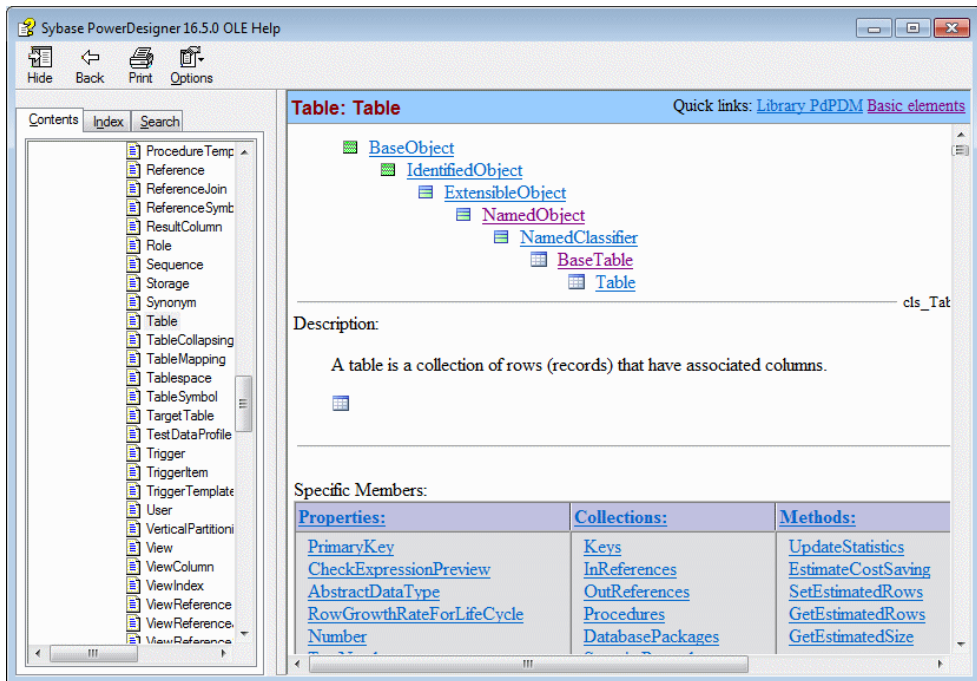 Sybase PowerDesigner 16.5.0 OLE Help
Hide Back Print Options
Contents Index Search
ProcedureTemp
Reference
ReferenceJoin
ReferenceSymb
ResultColumn
Role
Sequence
Storage
Synonym
Table
TableCollapsing
TableMapping
Tablespace
TableSymbol
TargetTable
TestDataProfile
Trigger
TriggerItem
TriggerTemplate
User
VerticalPartitioni
View
ViewColumn
ViewIndex
ViewReference
ViewReference
ViewReference
Table: Table Quick links: Library PdPDM Basic elements
BaseObject
IdentifiedObject
ExtensibleObject
NamedObject
NamedClassifier
BaseTable
Table
cls_Tab
Description:
A table is a collection of rows (records) that have associated columns.
Specific Members:
Properties: Collections: Methods:
PrimaryKey Keys UpdateStatistics
CheckExpressionPreview InReferences EstimateCostSaving
AbstractDataType OutReferences SetEstimatedRows
RowGrowthRateForLifeCycle Procedures GetEstimatedRows
Number DatabasePackages GetEstimatedSize